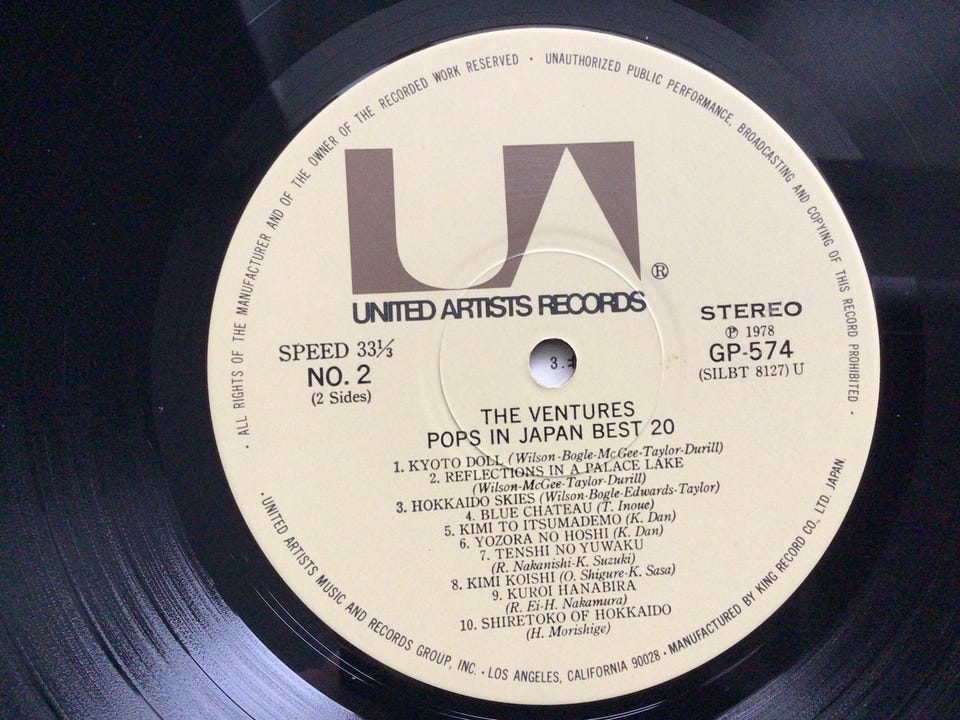 · ALL RIGHTS OF THE MANUFACTURER AND OF THE OWNER OF THE RECORDED WORK RESERVED · UNAUTHORIZED PUBLIC PERFORMANCE, BROADCASTING AND COPYING OF THIS RECORD PROHIBITED ·
UA
®
UNITED ARTISTS RECORDS
SPEED 33⅓
NO. 2
(2 Sides)
STEREO
℗ 1978
GP-574
(SILBT 8127) U
3.
THE VENTURES
POPS IN JAPAN BEST 20
1. KYOTO DOLL (Wilson-Bogle-McGee-Taylor-Durill)
2. REFLECTIONS IN A PALACE LAKE
(Wilson-McGee-Taylor-Durill)
3. HOKKAIDO SKIES (Wilson-Bogle-Edwards-Taylor)
4. BLUE CHATEAU (T. Inoue)
5. KIMI TO ITSUMADEMO (K. Dan)
6. YOZORA NO HOSHI (K. Dan)
7. TENSHI NO YUWAKU
(R. Nakanishi-K. Suzuki)
8. KIMI KOISHI (O. Shigure-K. Sasa)
9. KUROI HANABIRA
(R. Ei-H. Nakamura)
10. SHIRETOKO OF HOKKAIDO
(H. Morishige)
· UNITED ARTISTS MUSIC AND RECORDS GROUP, INC. · LOS ANGELES, CALIFORNIA 90028 · MANUFACTURED BY KING RECORD CO., LTD. JAPAN.